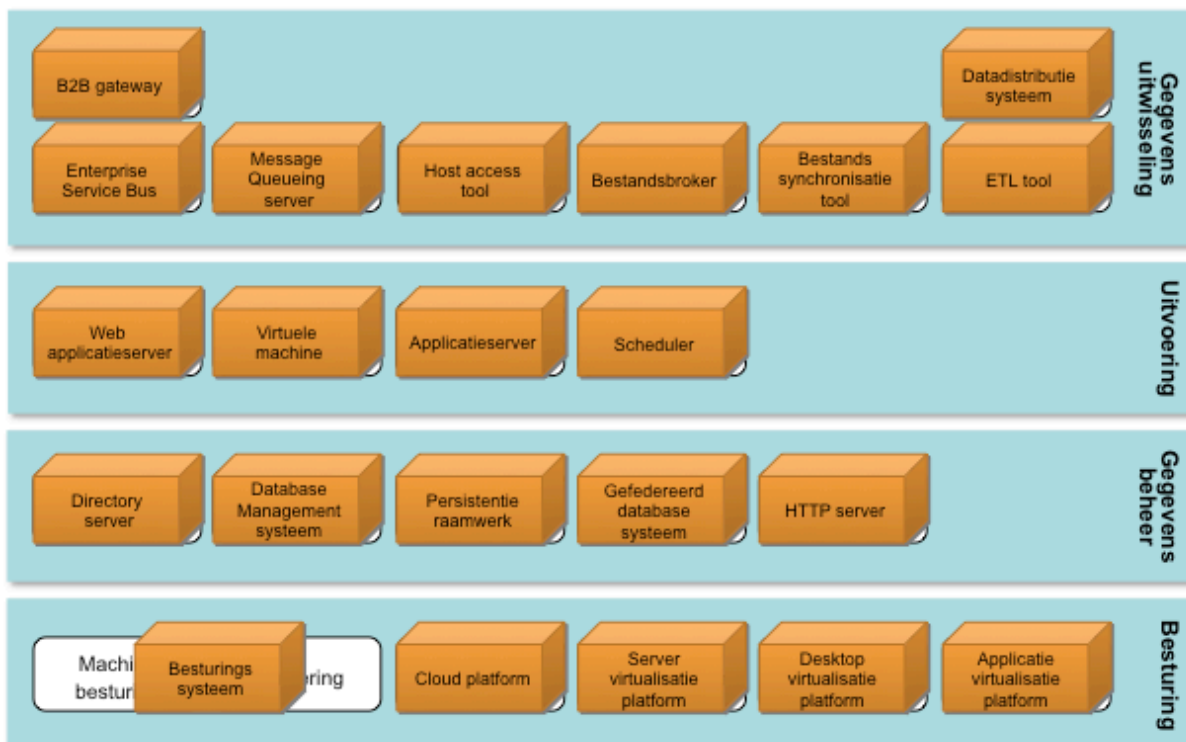 B2B gateway
Datadistributie
systeem
Enterprise
Service Bus
Message
Queueing
server
Host access
tool
Bestandsbroker
Bestands
synchronisatie
tool
ETL tool
Gegevens
uitwisseling
Web
applicatieserver
Virtuele
machine
Applicatieserver
Scheduler
Uitvoering
Directory
server
Database
Management
systeem
Persistentie
raamwerk
Gefedereerd
database
systeem
HTTP server
Gegevens
beheer
Besturings
systeem
Cloud platform
Server
virtualisatie
platform
Desktop
virtualisatie
platform
Applicatie
virtualisatie
platform
Besturing